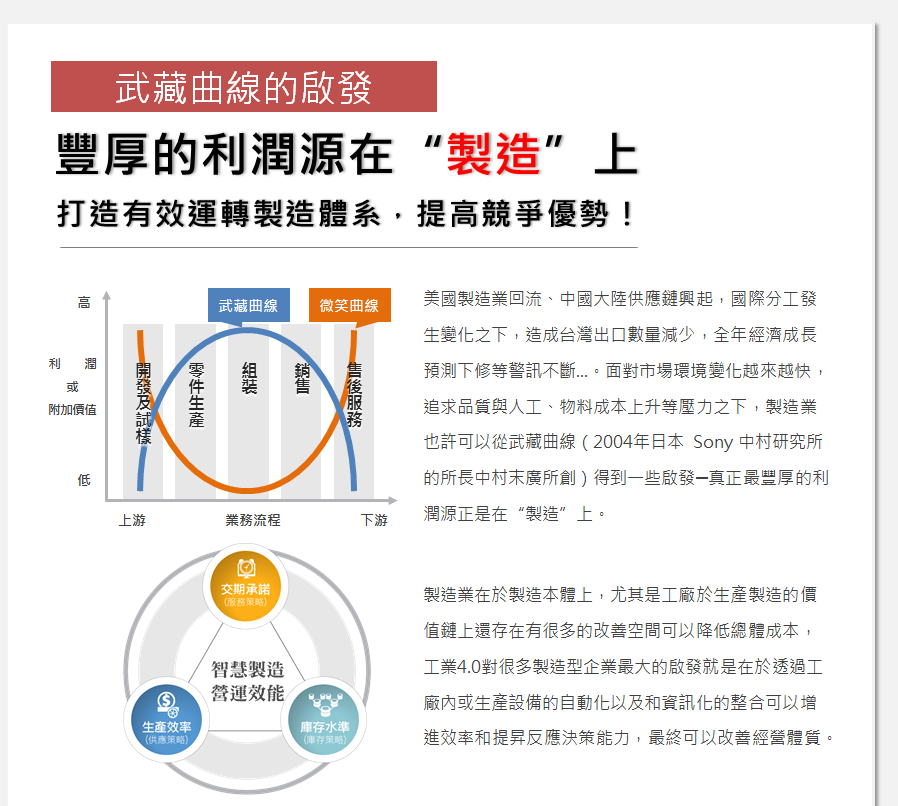 武藏曲線的啟發
豐厚的利潤源在“製造”上
打造有效運轉製造體系，提高競爭優勢！
高
利 潤
或
附加價值
低
武藏曲線
微笑曲線
開發及試樣
零件生產
組裝
銷售
售後服務
上游
業務流程
下游
交期承諾
(服務策略)
智慧製造
營運效能
生產效率
(供應策略)
庫存水準
(庫存策略)
美國製造業回流、中國大陸供應鏈興起，國際分工發
生變化之下，造成台灣出口數量減少，全年經濟成長
預測下修等警訊不斷...。面對市場環境變化越來越快，
追求品質與人工、物料成本上升等壓力之下，製造業
也許可以從武藏曲線（2004年日本 Sony 中村研究所
的所長中村末廣所創）得到一些啟發─真正最豐厚的利
潤源正是在“製造”上。
製造業在於製造本體上，尤其是工廠於生產製造的價
值鏈上還存在有很多的改善空間可以降低總體成本，
工業4.0對很多製造型企業最大的啟發就是在於透過工
廠內或生產設備的自動化以及和資訊化的整合可以增
進效率和提昇反應決策能力，最終可以改善經營體質。